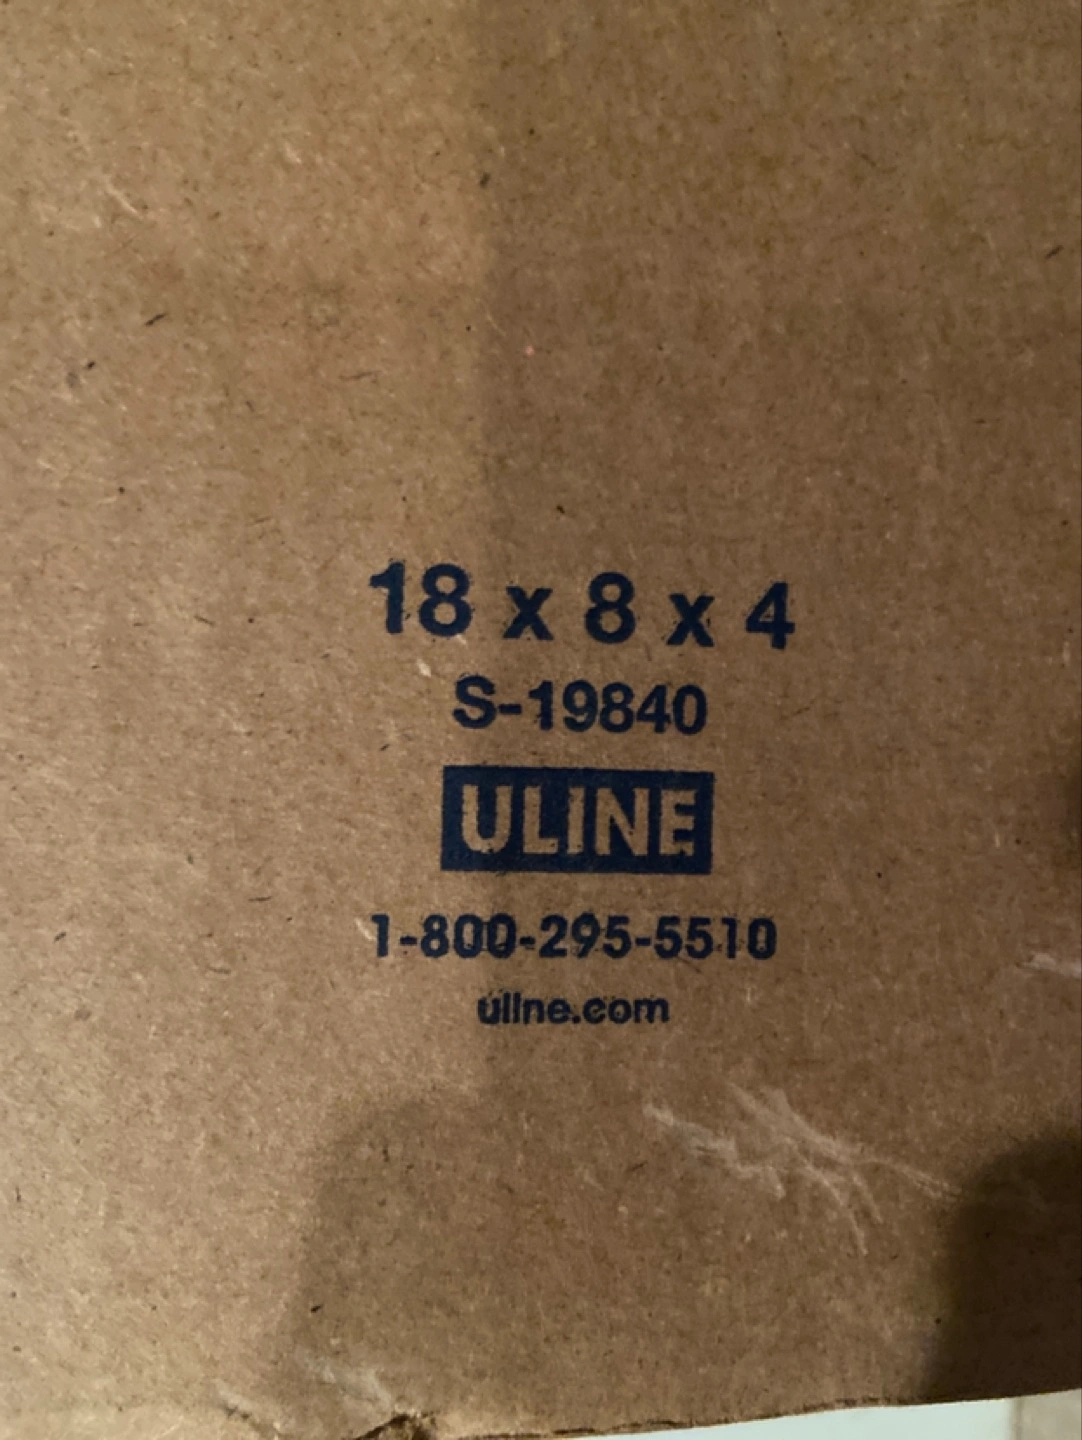 18 x 8 x 4
S-19840
ULINE
1-800-295-5510
uline.com